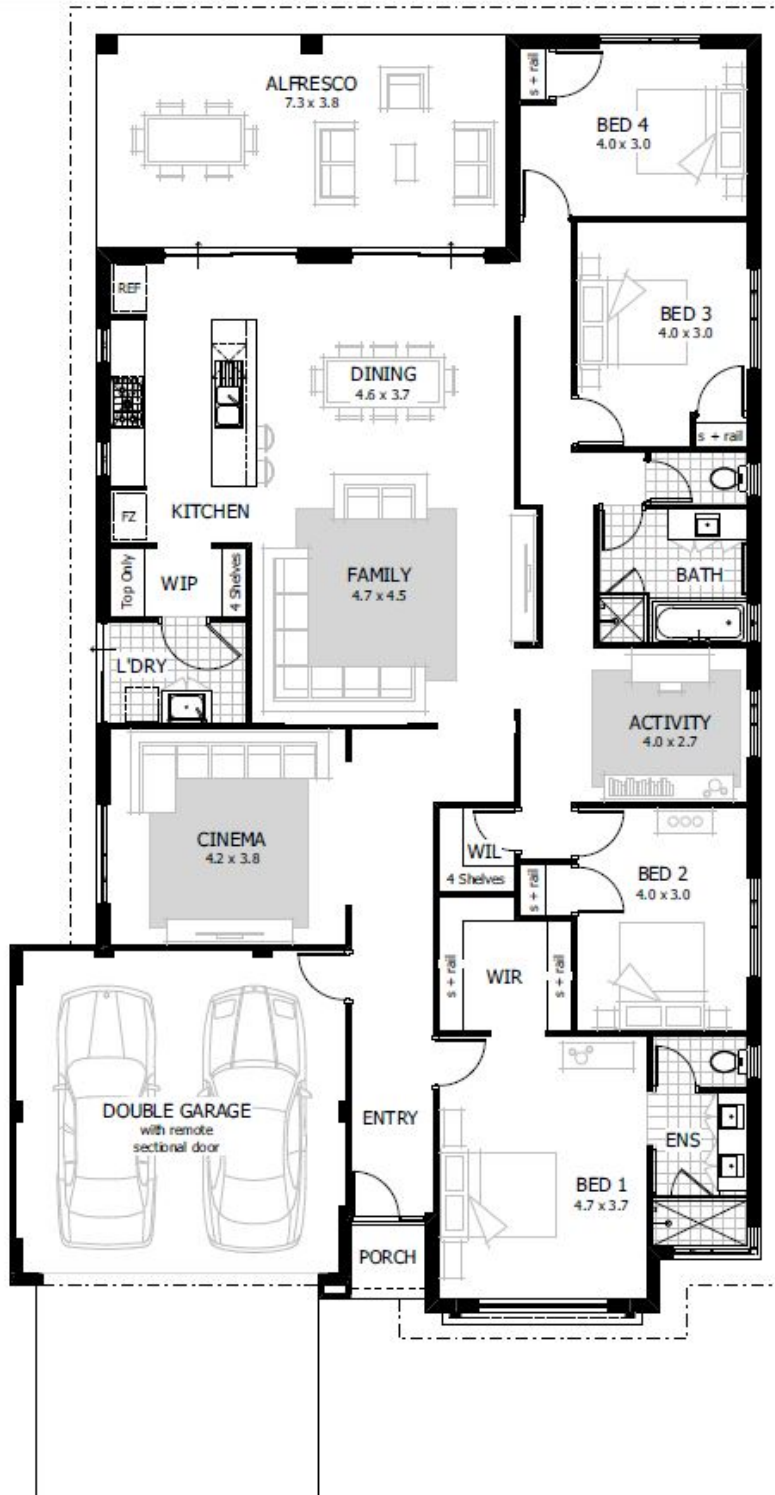 ALFRESCO
7.3 x 3.8
s + rail
BED 4
4.0 x 3.0
REF
BED 3
4.0 x 3.0
s + rail
DINING
4.6 x 3.7
FZ
KITCHEN
Top Only
WIP
4 Shelves
FAMILY
4.7 x 4.5
BATH
L'DRY
ACTIVITY
4.0 x 2.7
CINEMA
4.2 x 3.8
WIL
4 Shelves
s + rail
BED 2
4.0 x 3.0
s + rail
WIR
s + rail
DOUBLE GARAGE
with remote
sectional door
ENTRY
ENS
BED 1
4.7 x 3.7
PORCH